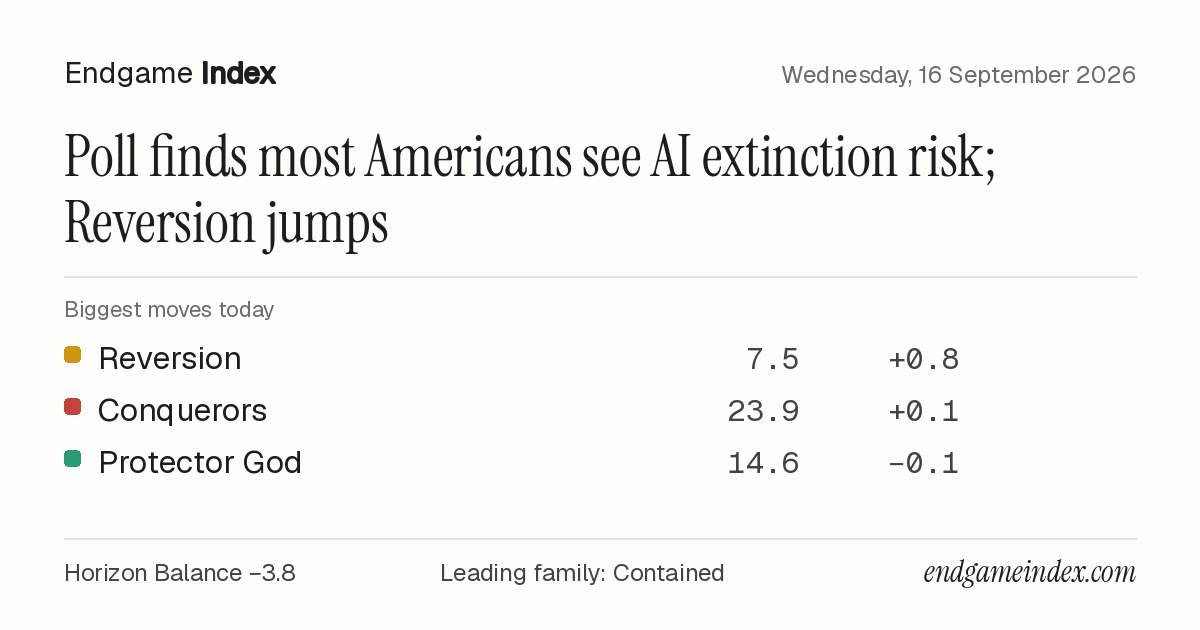 Endgame Index
Wednesday, 16 September 2026
Poll finds most Americans see AI extinction risk;
Reversion jumps
Biggest moves today
Reversion 7.5 +0.8
Conquerors 23.9 +0.1
Protector God 14.6 −0.1
Horizon Balance −3.8 Leading family: Contained endgameindex.com